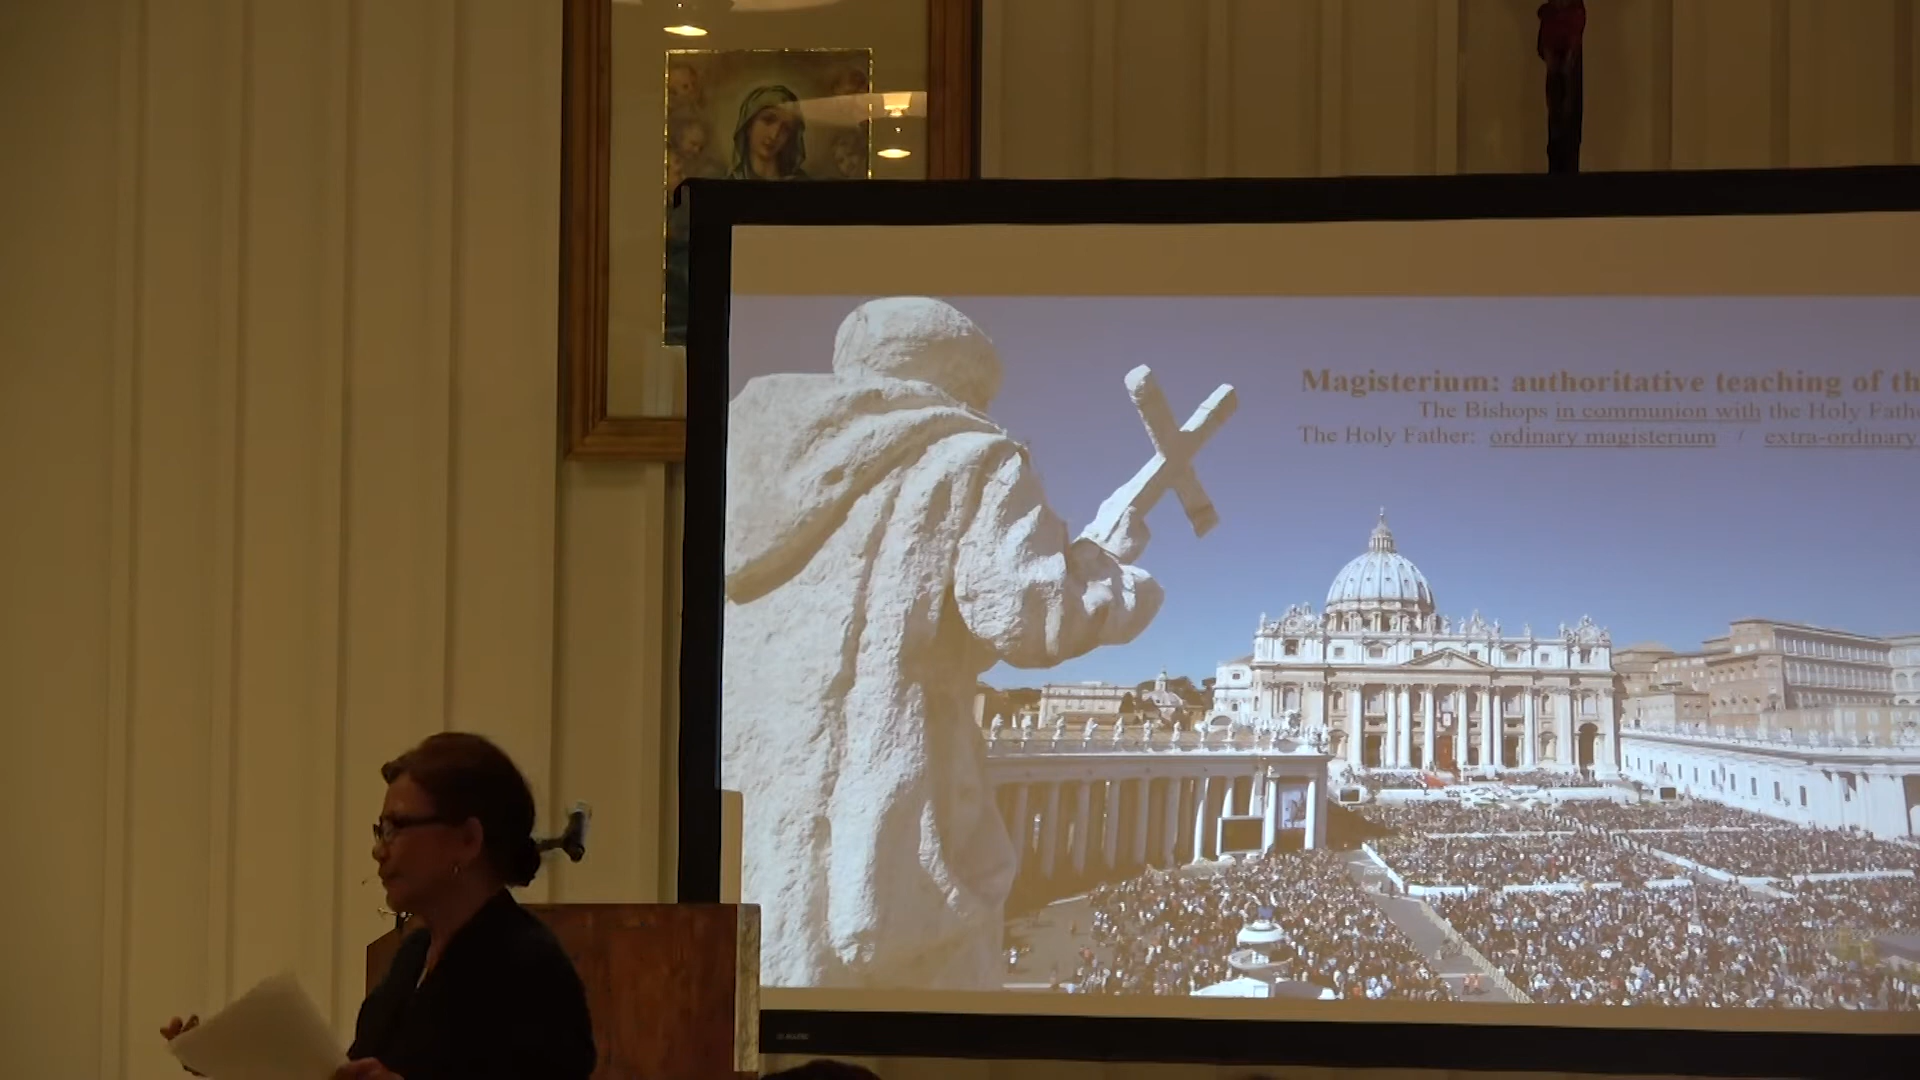 Magisterium: authoritative teaching of th
The Bishops in communion with the Holy Fathe
The Holy Father: ordinary magisterium / extra-ordinary